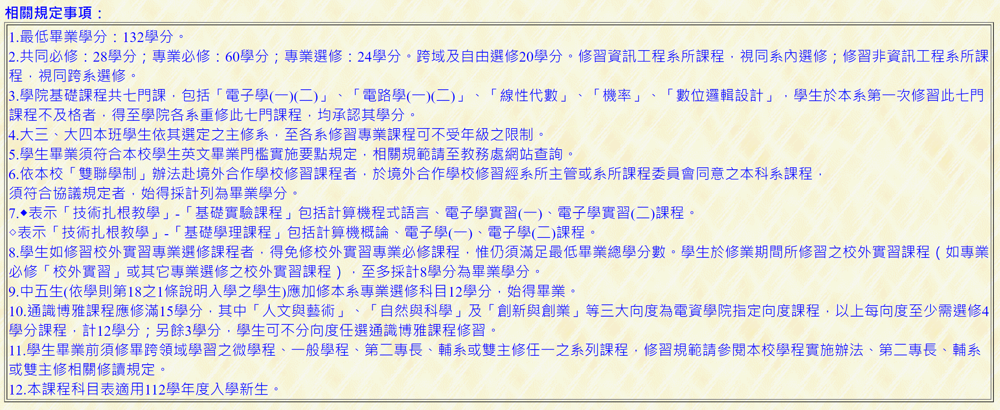 相關規定事項：
1.最低畢業學分：132學分。
2.共同必修：28學分；專業必修：60學分；專業選修：24學分。跨域及自由選修20學分。修習資訊工程系所課程，視同系內選修；修習非資訊工程系所課
程，視同跨系選修。
3.學院基礎課程共七門課，包括「電子學(一)(二)」、「電路學(一)(二)」、「線性代數」、「機率」、「數位邏輯設計」，學生於本系第一次修習此七門
課程不及格者，得至學院各系重修此七門課程，均承認其學分。
4.大三、大四本班學生依其選定之主修系，至各系修習專業課程可不受年級之限制。
5.學生畢業須符合本校學生英文畢業門檻實施要點規定，相關規範請至教務處網站查詢。
6.依本校「雙聯學制」辦法赴境外合作學校修習課程者，於境外合作學校修習經系所主管或系所課程委員會同意之本科系課程，
須符合協議規定者，始得採計列為畢業學分。
7.◆表示「技術扎根教學」-「基礎實驗課程」包括計算機程式語言、電子學實習(一)、電子學實習(二)課程。
◇表示「技術扎根教學」-「基礎學理課程」包括計算機概論、電子學(一)、電子學(二)課程。
8.學生如修習校外實習專業選修課程者，得免修校外實習專業必修課程，惟仍須滿足最低畢業總學分數。學生於修業期間所修習之校外實習課程（如專業
必修「校外實習」或其它專業選修之校外實習課程），至多採計8學分為畢業學分。
9.中五生(依學則第18之1條說明入學之學生)應加修本系專業選修科目12學分，始得畢業。
10.通識博雅課程應修滿15學分，其中「人文與藝術」、「自然與科學」及「創新與創業」等三大向度為電資學院指定向度課程，以上每向度至少需選修4
學分課程，計12學分；另餘3學分，學生可不分向度任選通識博雅課程修習。
11.學生畢業前須修畢跨領域學習之微學程、一般學程、第二專長、輔系或雙主修任一之系列課程，修習規範請參閱本校學程實施辦法、第二專長、輔系
或雙主修相關修讀規定。
12.本課程科目表適用112學年度入學新生。